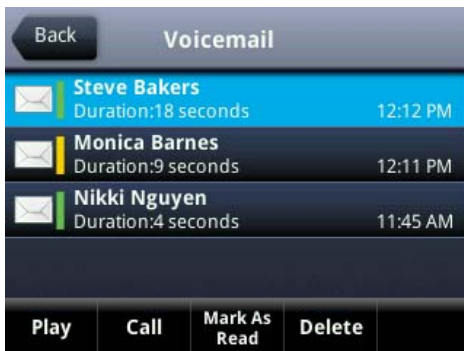 Back
Voicemail
Steve Bakers
Duration:18 seconds 12:12 PM
Monica Barnes
Duration:9 seconds 12:11 PM
Nikki Nguyen
Duration:4 seconds 11:45 AM
Play Call Mark As Read Delete